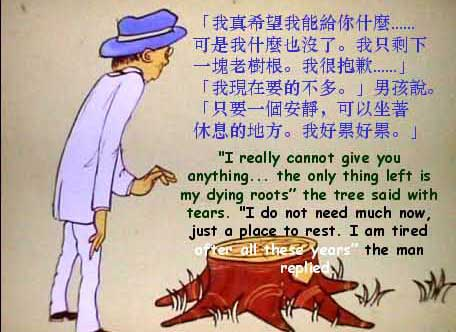 「我真希望我能給你什麼......
可是我什麼也沒了。我只剩下
一塊老樹根。我很抱歉......」
「我現在要的不多。」男孩說。
「只要一個安靜，可以坐著
休息的地方。我好累好累。」
"I really cannot give you
anything... the only thing left is
my dying roots” the tree said with
tears. "I do not need much now,
just a place to rest. I am tired
after all these years” the man
replied